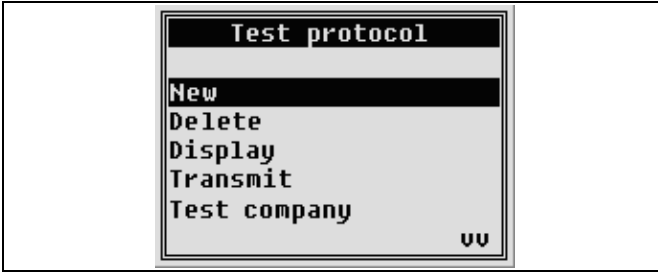 Test protocol
New
Delete
Display
Transmit
Test company
vv